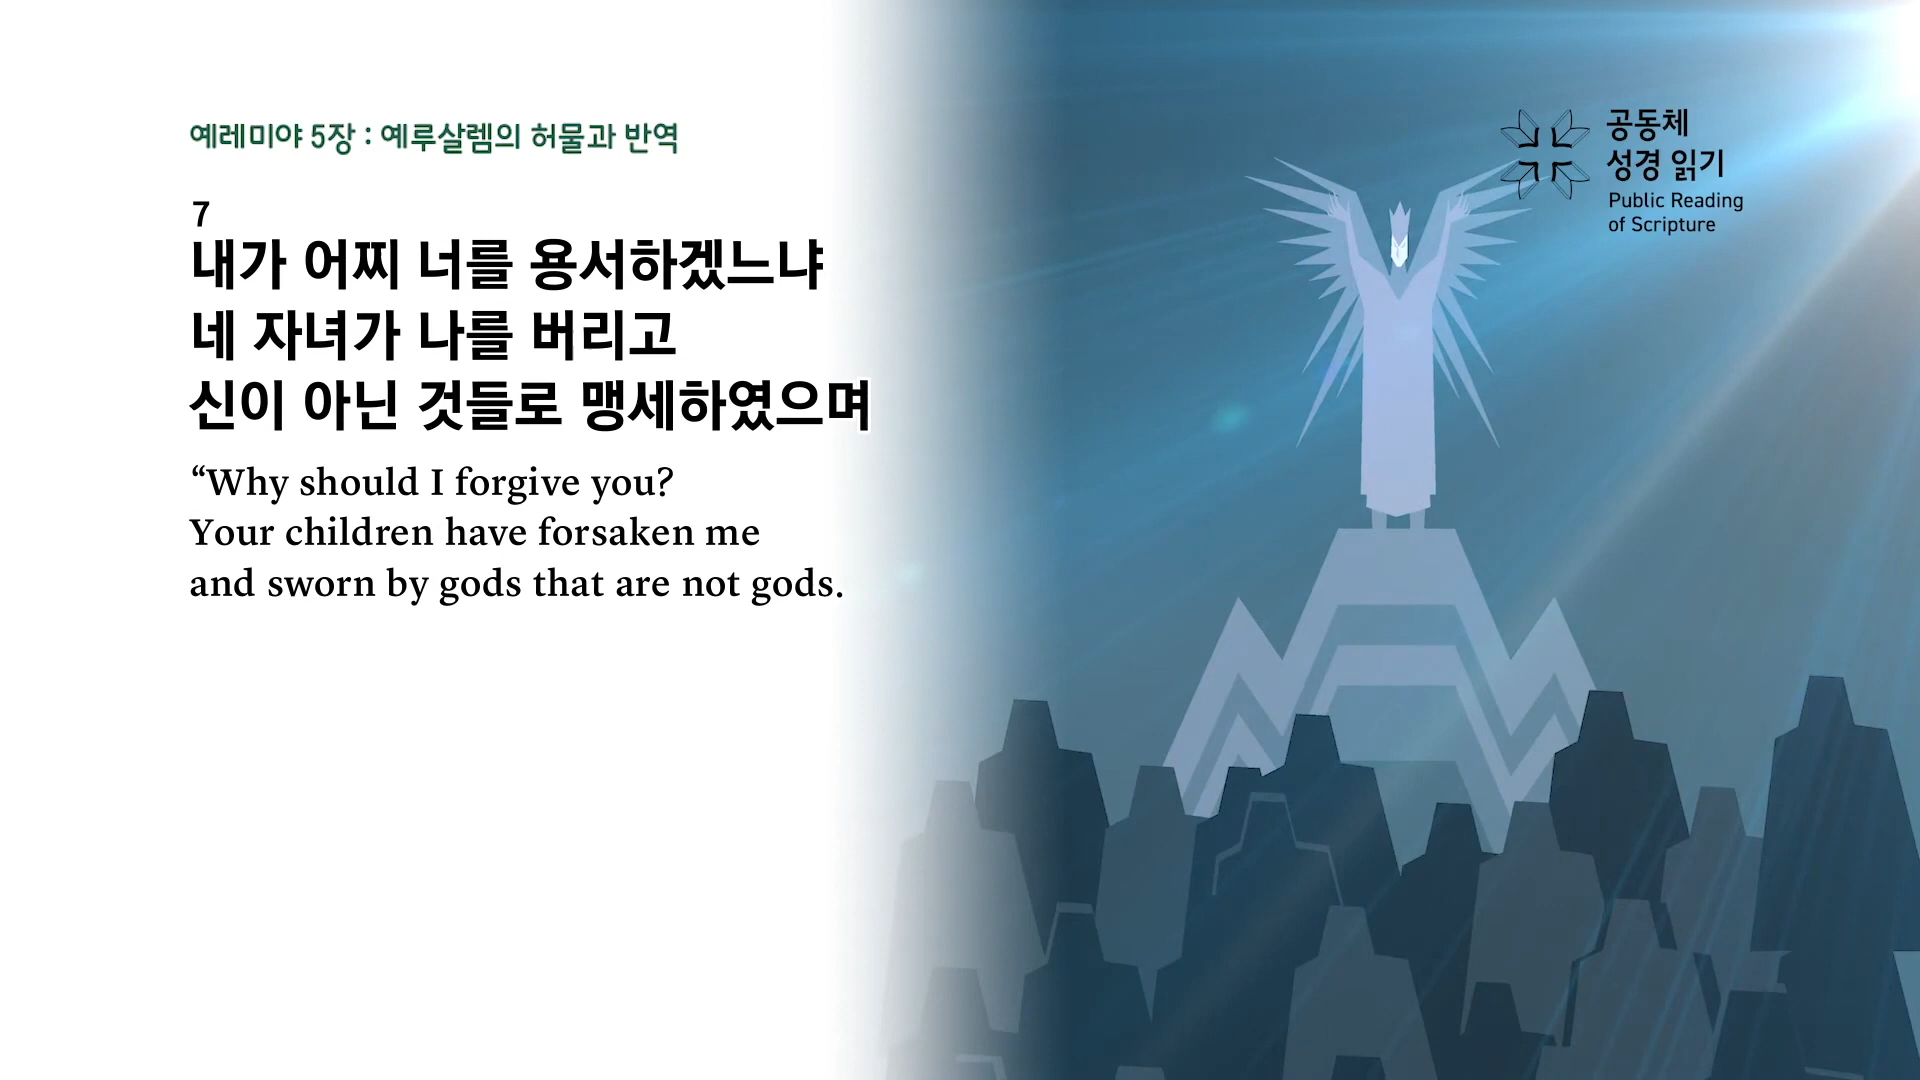 예레미야 5장 : 예루살렘의 허물과 반역
7
내가 어찌 너를 용서하겠느냐
네 자녀가 나를 버리고
신이 아닌 것들로 맹세하였으며
“Why should I forgive you?
Your children have forsaken me
and sworn by gods that are not gods.
공동체
성경 읽기
Public Reading
of Scripture